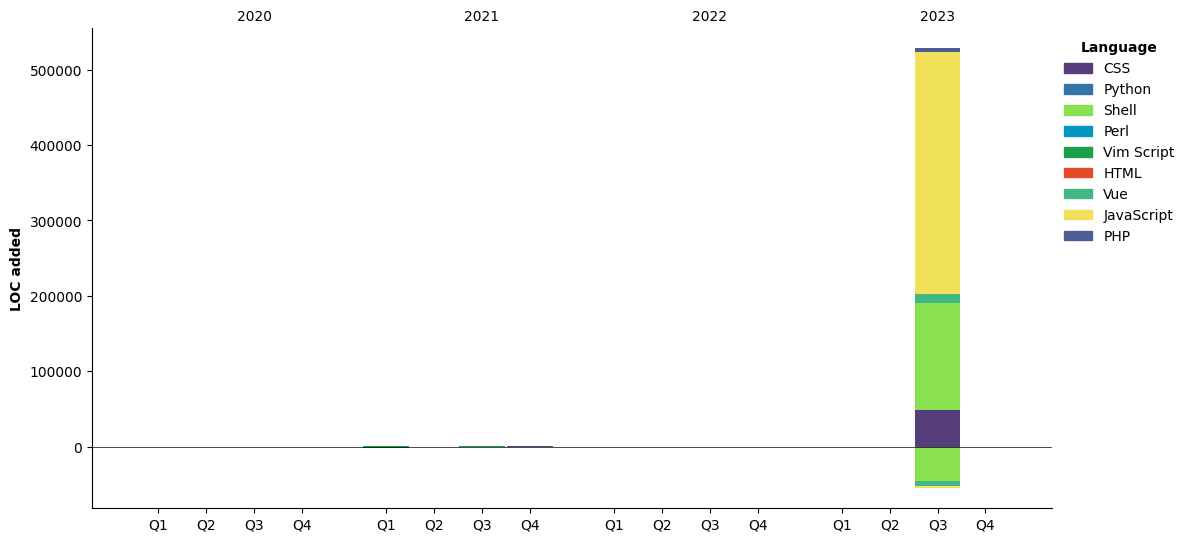 2020 2021 2022 2023
Language
CSS
Python
Shell
Perl
Vim Script
HTML
Vue
JavaScript
PHP
LOC added
500000
400000
300000
200000
100000
0
Q1 Q2 Q3 Q4 Q1 Q2 Q3 Q4 Q1 Q2 Q3 Q4 Q1 Q2 Q3 Q4